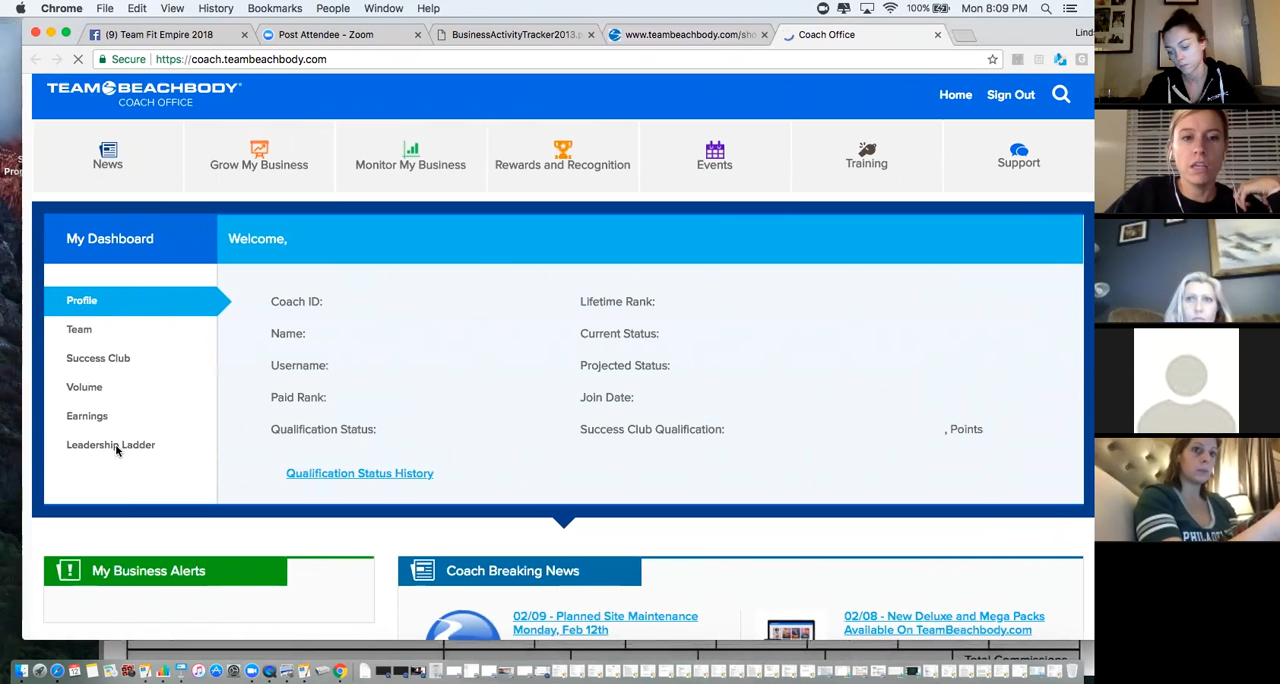 Chrome File Edit View History Bookmarks People Window Help 100% Mon 8:09 PM
(9) Team Fit Empire 2018 Post Attendee - Zoom BusinessActivityTracker2013.p www.teambeachbody.com/sho Coach Office Lind
Secure https://coach.teambeachbody.com
TEAM BEACHBODY
COACH OFFICE
Home Sign Out
News Grow My Business Monitor My Business Rewards and Recognition Events Training Support
My Dashboard Welcome,
Profile
Team
Success Club
Volume
Earnings
Leadership Ladder
Coach ID: Lifetime Rank:
Name: Current Status:
Username: Projected Status:
Paid Rank: Join Date:
Qualification Status: Success Club Qualification: , Points
Qualification Status History
My Business Alerts
Coach Breaking News
02/09 - Planned Site Maintenance
Monday, Feb 12th
02/08 - New Deluxe and Mega Packs
Available On TeamBeachbody.com